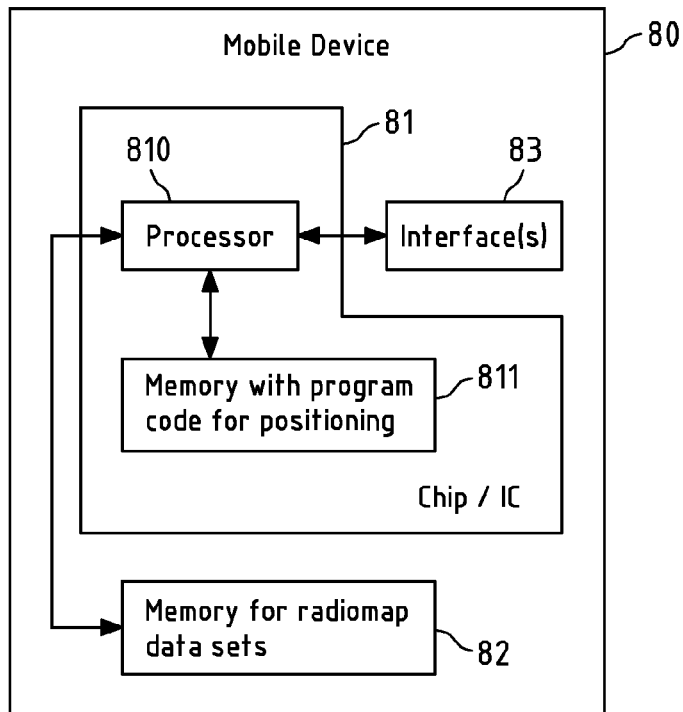 Mobile Device
80
81
810
83
Processor
Interface(s)
Memory with program
code for positioning
811
Chip / IC
Memory for radiomap
data sets
82